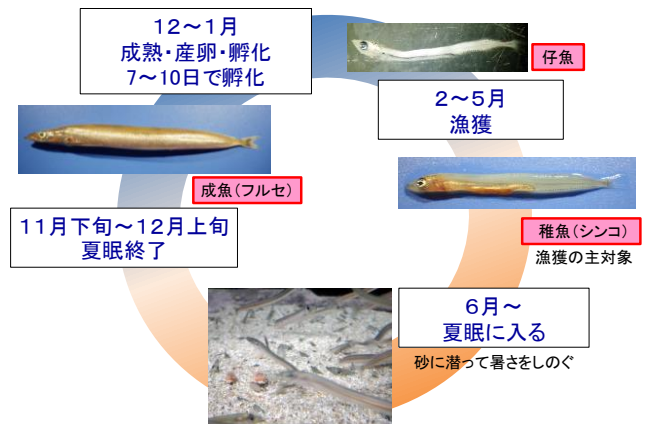 12～1月
成熟・産卵・孵化
7～10日で孵化
仔魚
2～5月
漁獲
成魚（フルセ）
11月下旬～12月上旬
夏眠終了
稚魚（シンコ）
漁獲の主対象
6月～
夏眠に入る
砂に潜って暑さをしのぐ